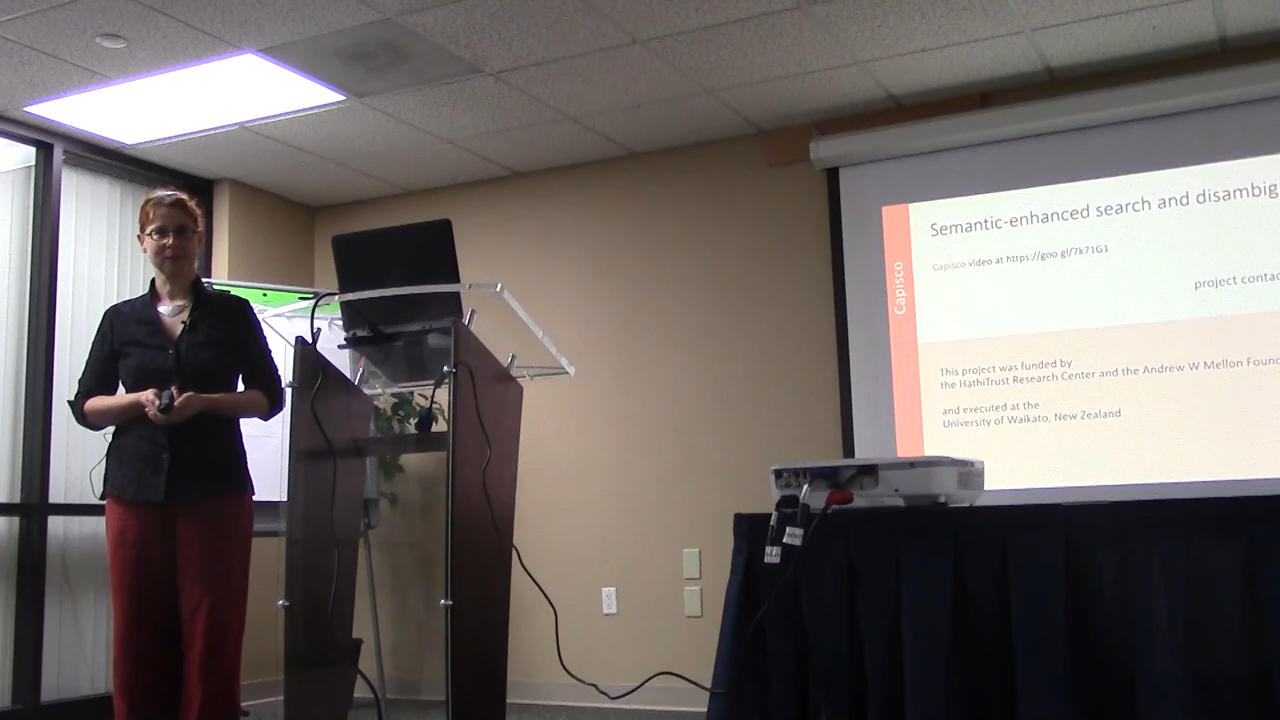 Semantic-enhanced search and disambig
Capisco video at https://goo.gl/7k71G1
project contac
Capisco
This project was funded by
the HathiTrust Research Center and the Andrew W Mellon Found
and executed at the
University of Waikato, New Zealand